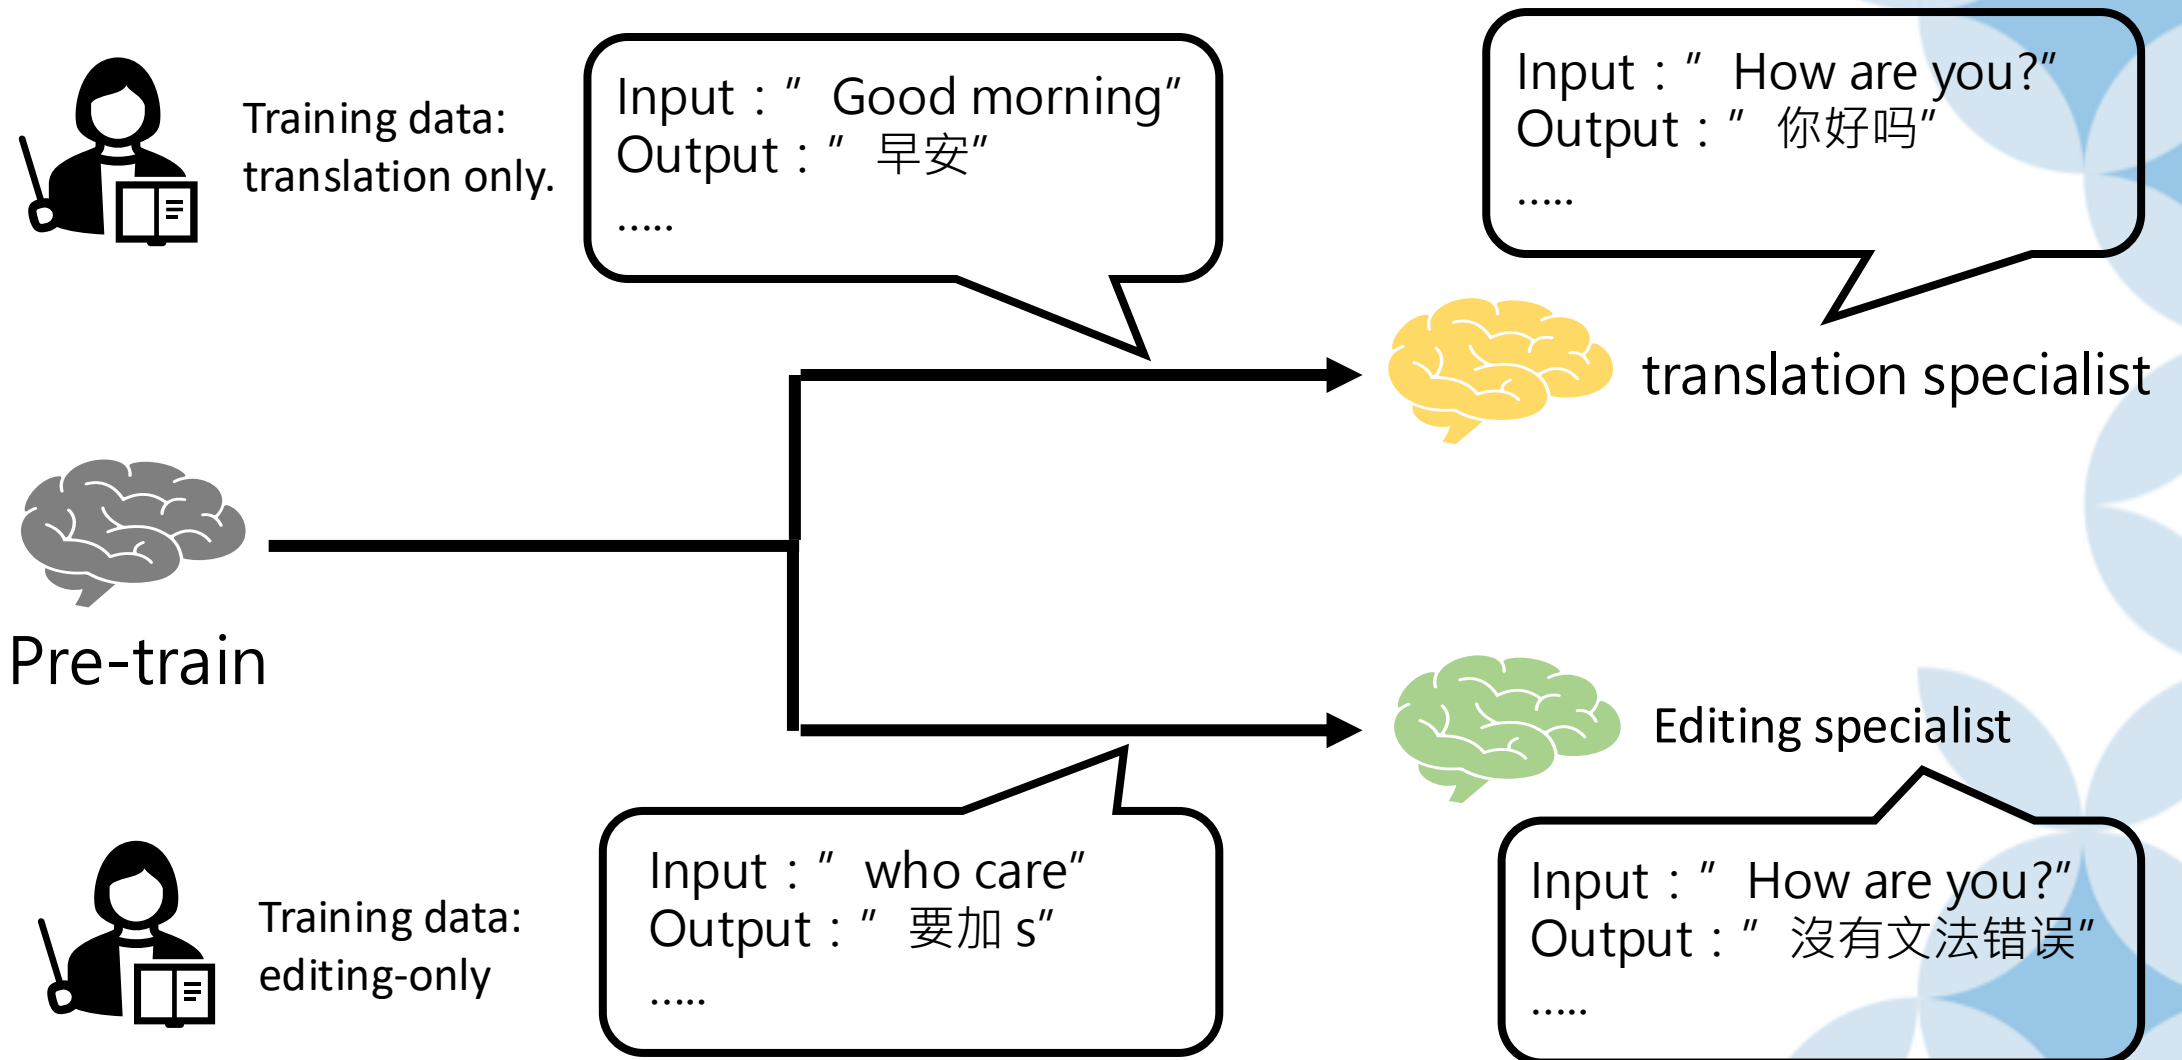 Training data:
translation only.
Input：" Good morning"
Output：" 早安"
.....
Input：" How are you?"
Output：" 你好吗"
.....
translation specialist
Pre-train
Editing specialist
Training data:
editing-only
Input：" who care"
Output：" 要加 s"
.....
Input：" How are you?"
Output：" 沒有文法错误"
.....